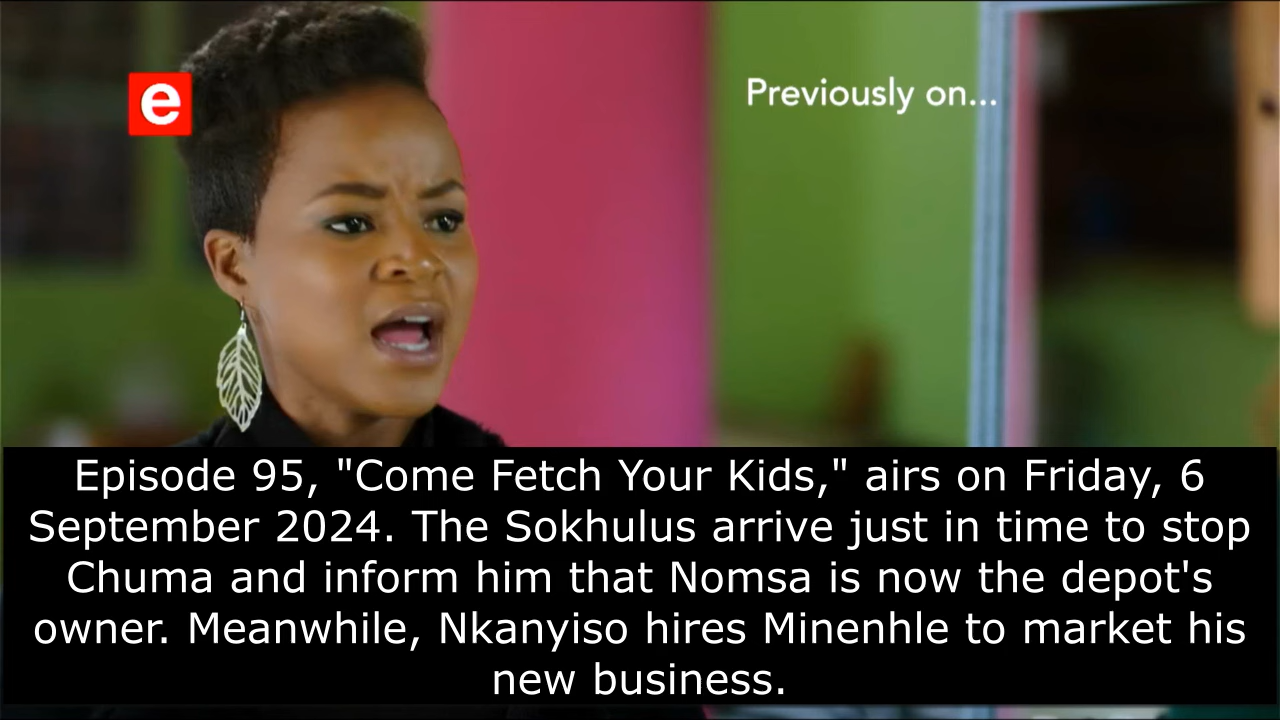 e
Previously on...
Episode 95, "Come Fetch Your Kids," airs on Friday, 6
September 2024. The Sokhulus arrive just in time to stop
Chuma and inform him that Nomsa is now the depot's
owner. Meanwhile, Nkanyiso hires Minenhle to market his
new business.